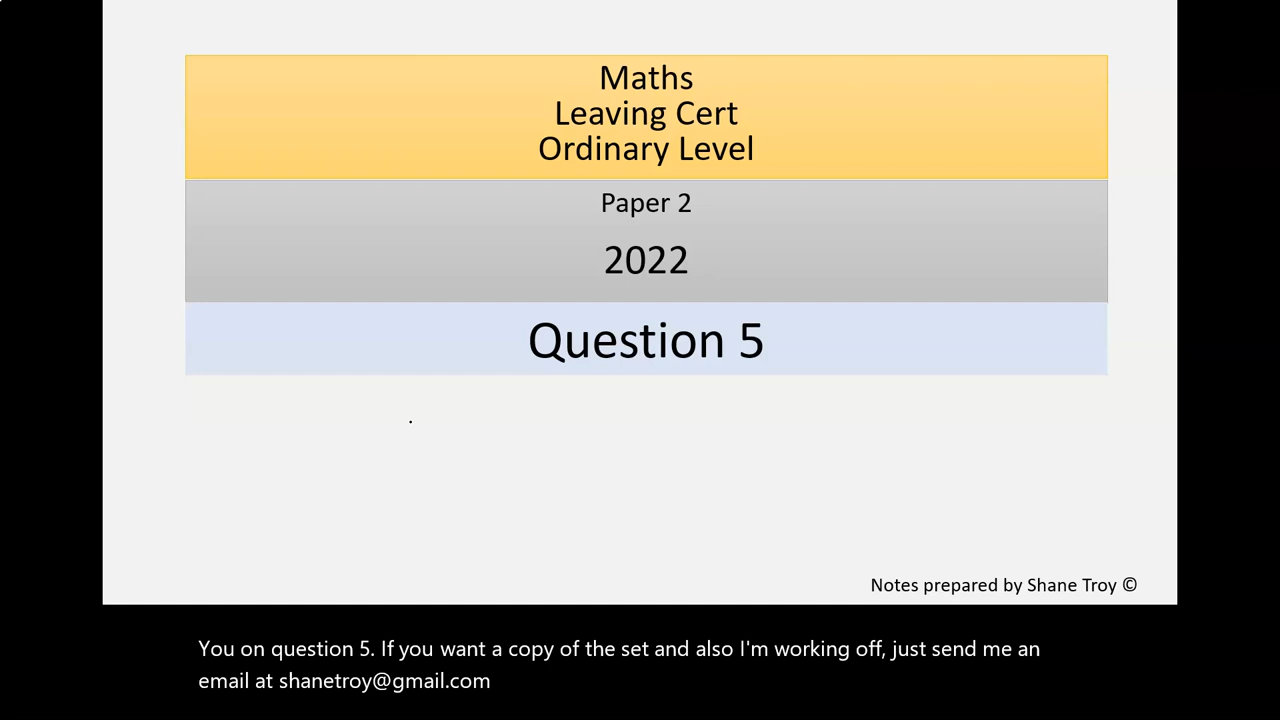 Maths
Leaving Cert
Ordinary Level
Paper 2
2022
Question 5
Notes prepared by Shane Troy ©
You on question 5. If you want a copy of the set and also I'm working off, just send me an
email at shanetroy@gmail.com